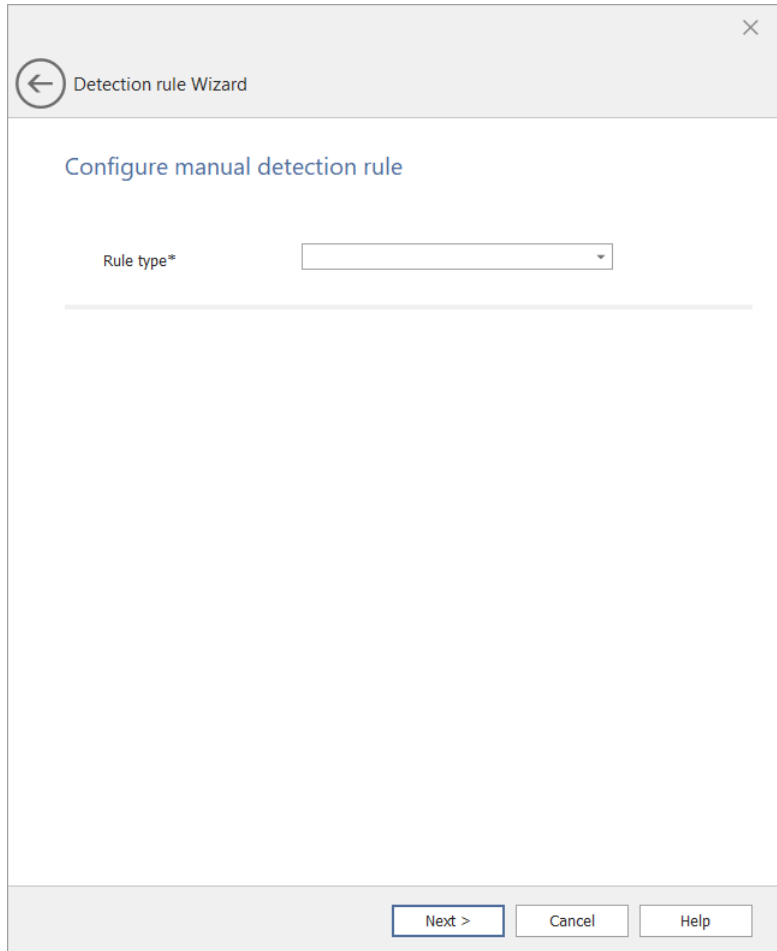 Detection rule Wizard
Configure manual detection rule
Rule type*
Next > Cancel Help